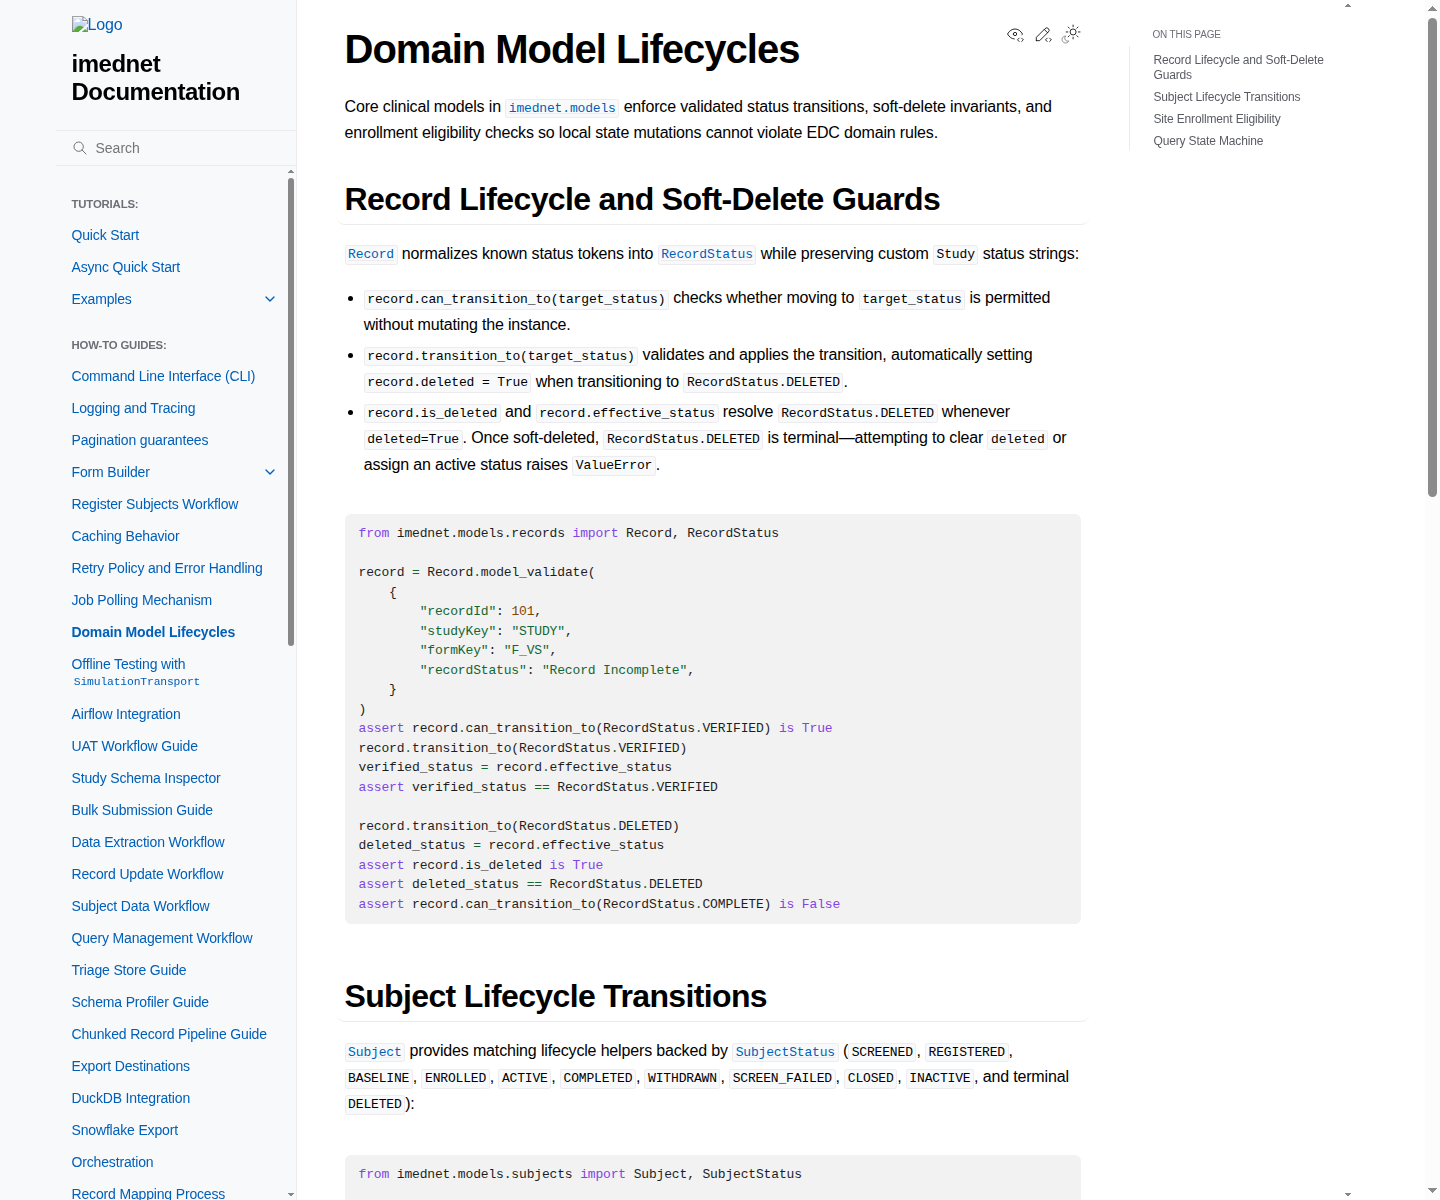 Logo
imednet
Documentation
Search
TUTORIALS:
Quick Start
Async Quick Start
Examples
HOW-TO GUIDES:
Command Line Interface (CLI)
Logging and Tracing
Pagination guarantees
Form Builder
Register Subjects Workflow
Caching Behavior
Retry Policy and Error Handling
Job Polling Mechanism
Domain Model Lifecycles
Offline Testing with
SimulationTransport
Airflow Integration
UAT Workflow Guide
Study Schema Inspector
Bulk Submission Guide
Data Extraction Workflow
Record Update Workflow
Subject Data Workflow
Query Management Workflow
Triage Store Guide
Schema Profiler Guide
Chunked Record Pipeline Guide
Export Destinations
DuckDB Integration
Snowflake Export
Orchestration
Record Mapping Process
Domain Model Lifecycles
Core clinical models in imednet.models enforce validated status transitions, soft-delete invariants, and
enrollment eligibility checks so local state mutations cannot violate EDC domain rules.
Record Lifecycle and Soft-Delete Guards
Record normalizes known status tokens into RecordStatus while preserving custom Study status strings:
• record.can_transition_to(target_status) checks whether moving to target_status is permitted
without mutating the instance.
• record.transition_to(target_status) validates and applies the transition, automatically setting
record.deleted = True when transitioning to RecordStatus.DELETED.
• record.is_deleted and record.effective_status resolve RecordStatus.DELETED whenever
deleted=True. Once soft-deleted, RecordStatus.DELETED is terminal—attempting to clear deleted or
assign an active status raises ValueError.
from imednet.models.records import Record, RecordStatus
record = Record.model_validate(
{
"recordId": 101,
"studyKey": "STUDY",
"formKey": "F_VS",
"recordStatus": "Record Incomplete",
}
)
assert record.can_transition_to(RecordStatus.VERIFIED) is True
record.transition_to(RecordStatus.VERIFIED)
verified_status = record.effective_status
assert verified_status == RecordStatus.VERIFIED
record.transition_to(RecordStatus.DELETED)
deleted_status = record.effective_status
assert record.is_deleted is True
assert deleted_status == RecordStatus.DELETED
assert record.can_transition_to(RecordStatus.COMPLETE) is False
Subject Lifecycle Transitions
Subject provides matching lifecycle helpers backed by SubjectStatus (SCREENED, REGISTERED,
BASELINE, ENROLLED, ACTIVE, COMPLETED, WITHDRAWN, SCREEN_FAILED, CLOSED, INACTIVE, and terminal
DELETED):
from imednet.models.subjects import Subject, SubjectStatus
ON THIS PAGE
Record Lifecycle and Soft-Delete
Guards
Subject Lifecycle Transitions
Site Enrollment Eligibility
Query State Machine